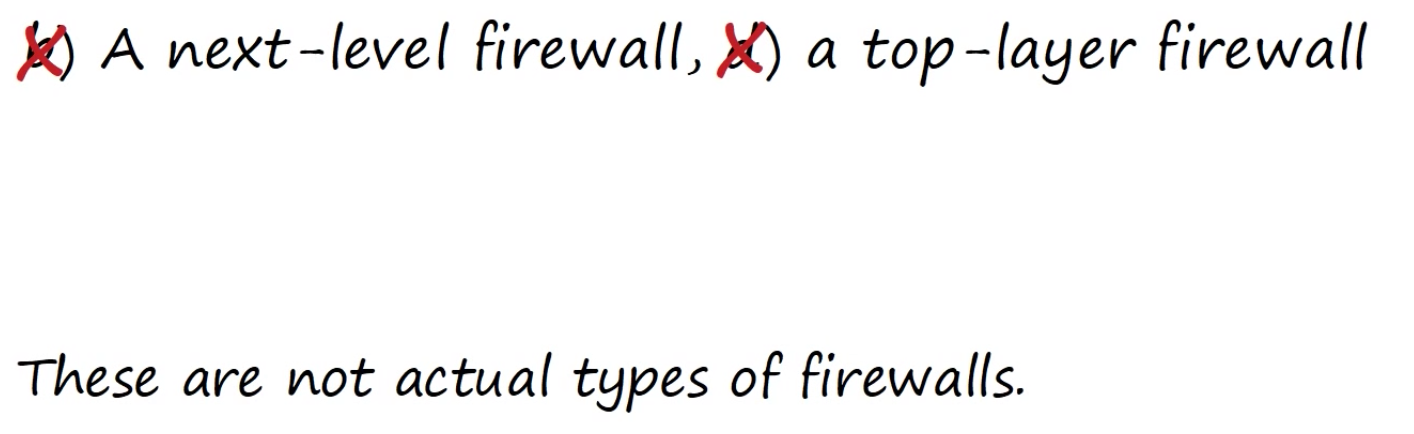 b) A next-level firewall, d) a top-layer firewall
These are not actual types of firewalls.